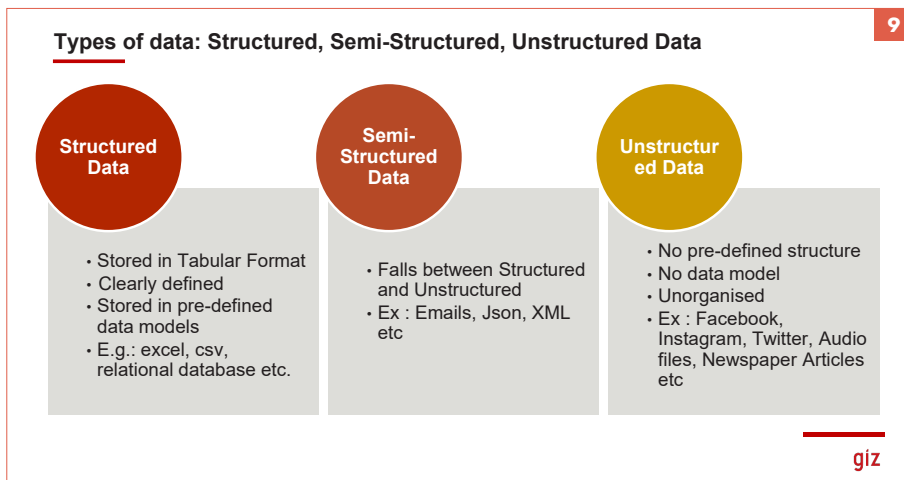 9
Types of data: Structured, Semi-Structured, Unstructured Data
Structured
Data
• Stored in Tabular Format
• Clearly defined
• Stored in pre-defined
data models
• E.g.: excel, csv,
relational database etc.
Semi-
Structured
Data
• Falls between Structured
and Unstructured
• Ex : Emails, Json, XML
etc
Unstructur
ed Data
• No pre-defined structure
• No data model
• Unorganised
• Ex : Facebook,
Instagram, Twitter, Audio
files, Newspaper Articles
etc
giz